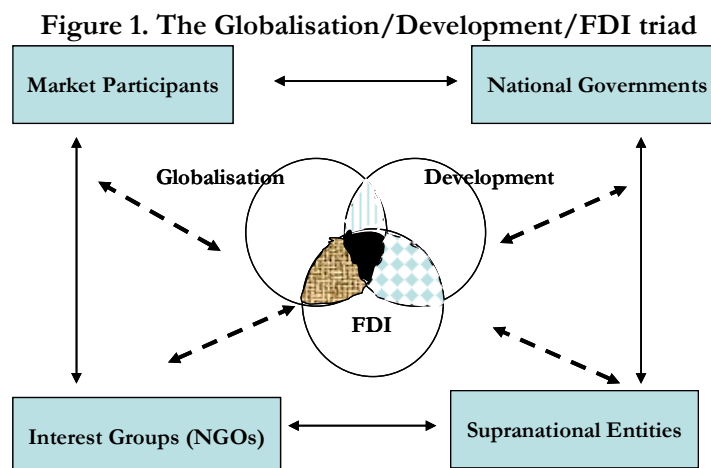 Figure 1. The Globalisation/Development/FDI triad
Market Participants
National Governments
Globalisation
Development
FDI
Interest Groups (NGOs)
Supranational Entities